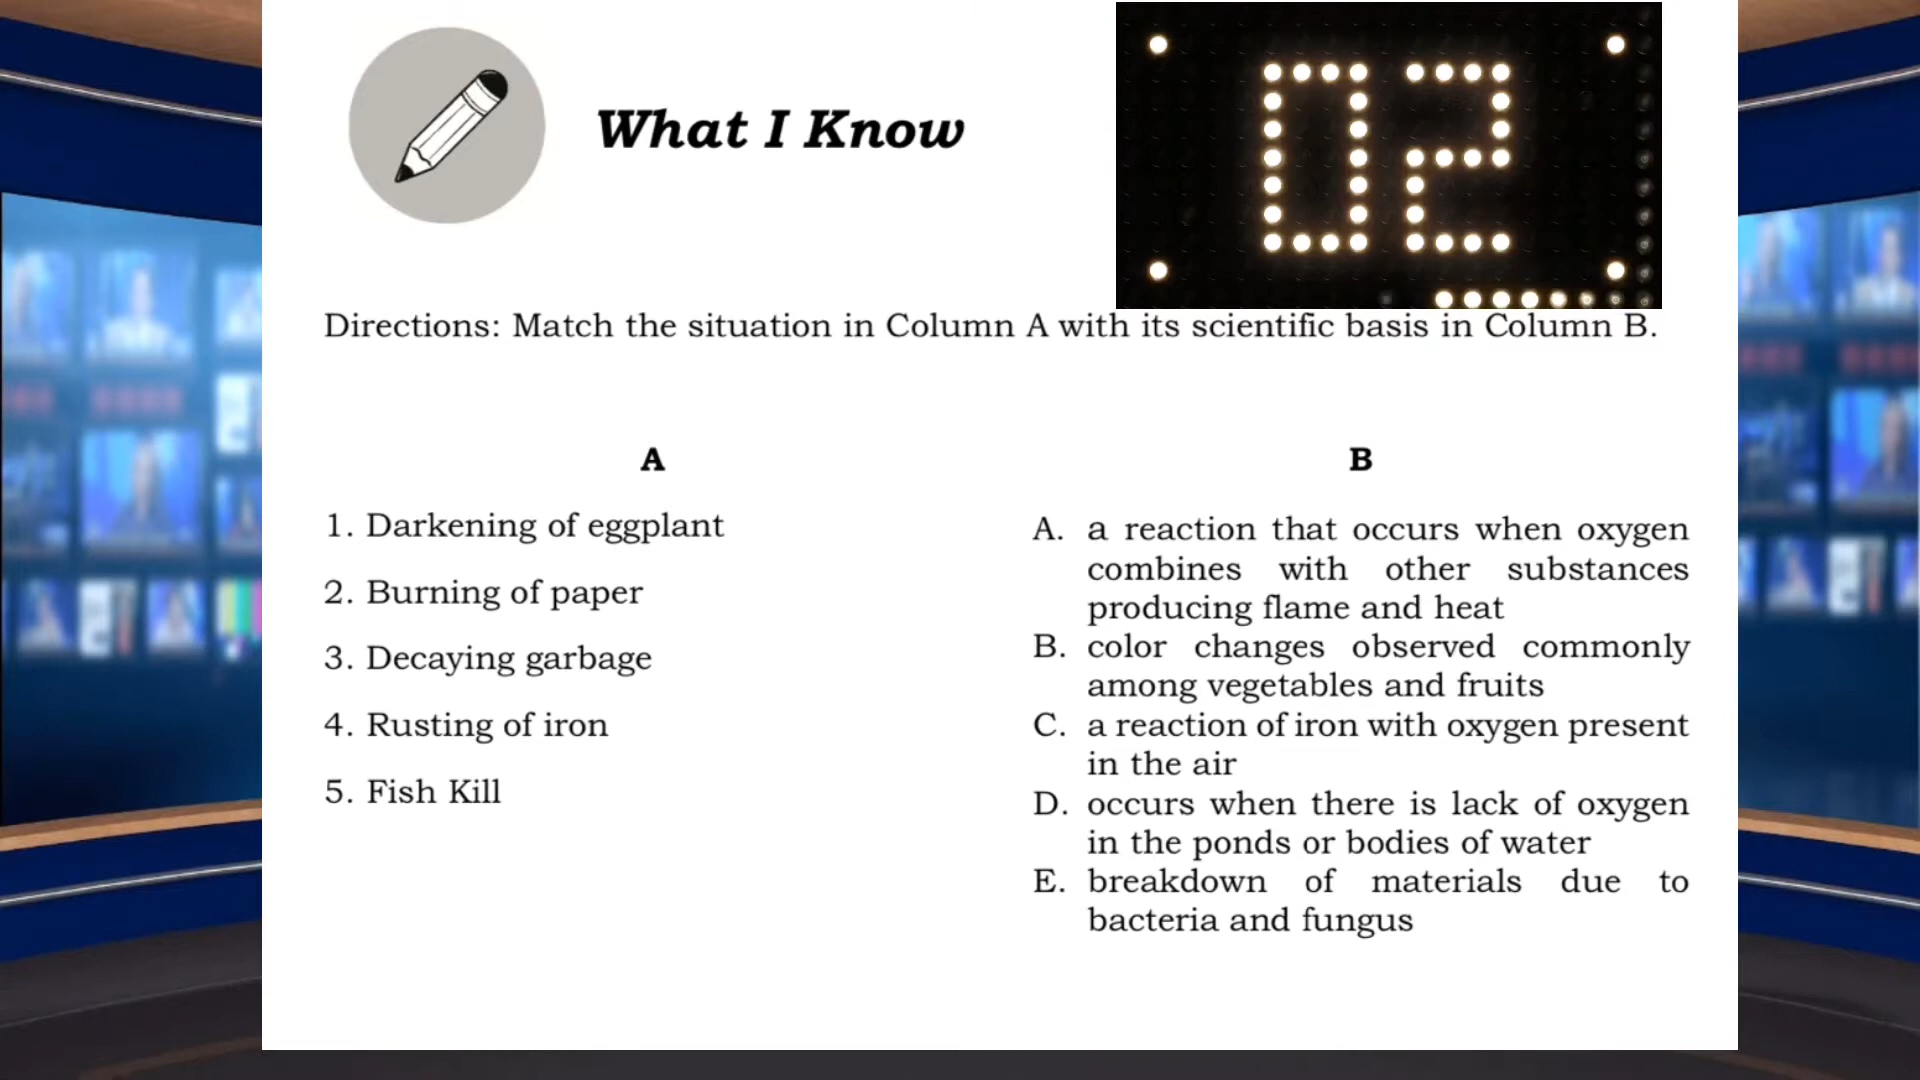 What I Know
02
Directions: Match the situation in Column A with its scientific basis in Column B.
A
1. Darkening of eggplant
2. Burning of paper
3. Decaying garbage
4. Rusting of iron
5. Fish Kill
B
A. a reaction that occurs when oxygen
combines with other substances
producing flame and heat
B. color changes observed commonly
among vegetables and fruits
C. a reaction of iron with oxygen present
in the air
D. occurs when there is lack of oxygen
in the ponds or bodies of water
E. breakdown of materials due to
bacteria and fungus